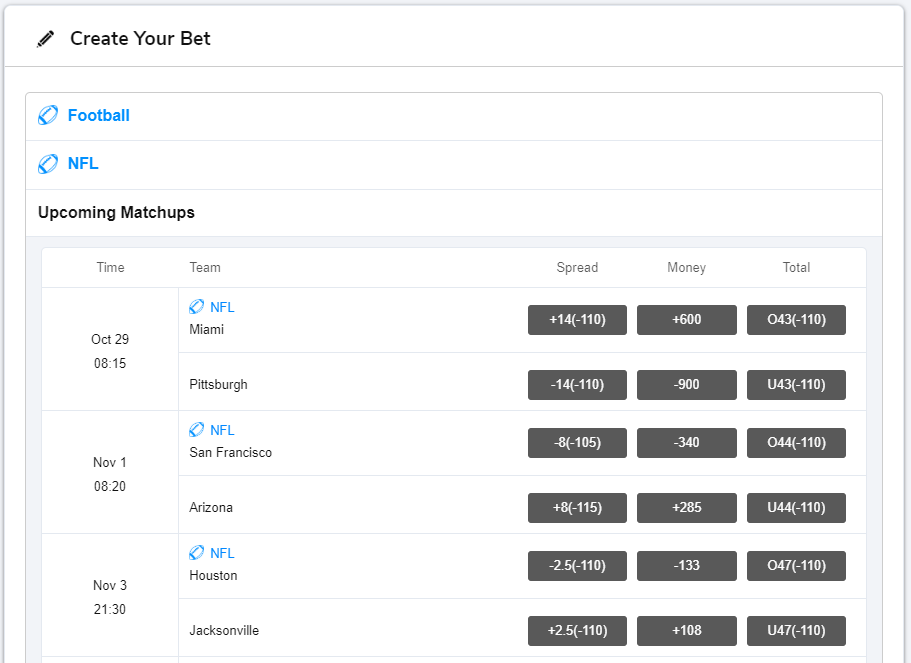 Create Your Bet
Football
NFL
Upcoming Matchups
Time Team Spread Money Total
NFL
Miami +14(-110) +600 O43(-110)
Oct 29
08:15
Pittsburgh -14(-110) -900 U43(-110)
NFL
San Francisco -8(-105) -340 O44(-110)
Nov 1
08:20
Arizona +8(-115) +285 U44(-110)
NFL
Houston -2.5(-110) -133 O47(-110)
Nov 3
21:30
Jacksonville +2.5(-110) +108 U47(-110)